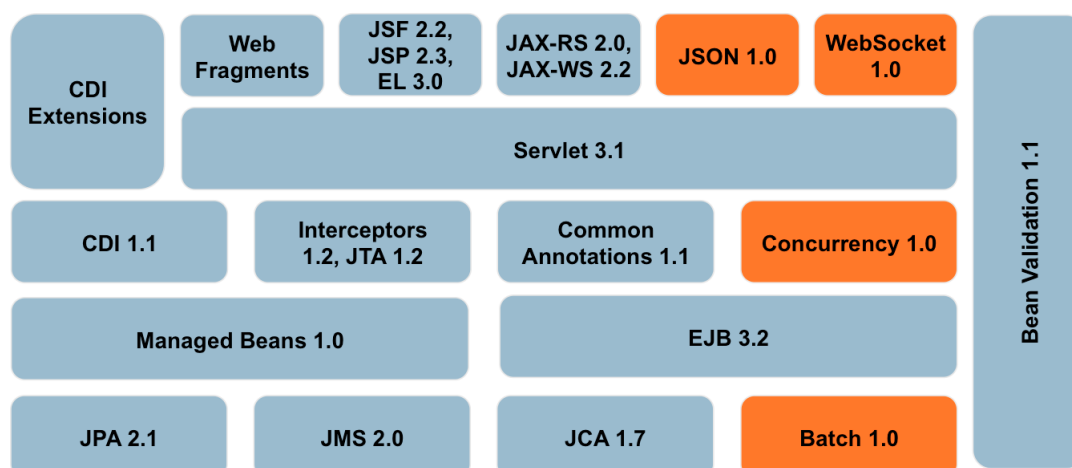 CDI
Extensions
Web
Fragments
JSF 2.2,
JSP 2.3,
EL 3.0
JAX-RS 2.0,
JAX-WS 2.2
JSON 1.0
WebSocket
1.0
Servlet 3.1
CDI 1.1
Interceptors
1.2, JTA 1.2
Common
Annotations 1.1
Concurrency 1.0
Managed Beans 1.0
EJB 3.2
JPA 2.1
JMS 2.0
JCA 1.7
Batch 1.0
Bean Validation 1.1